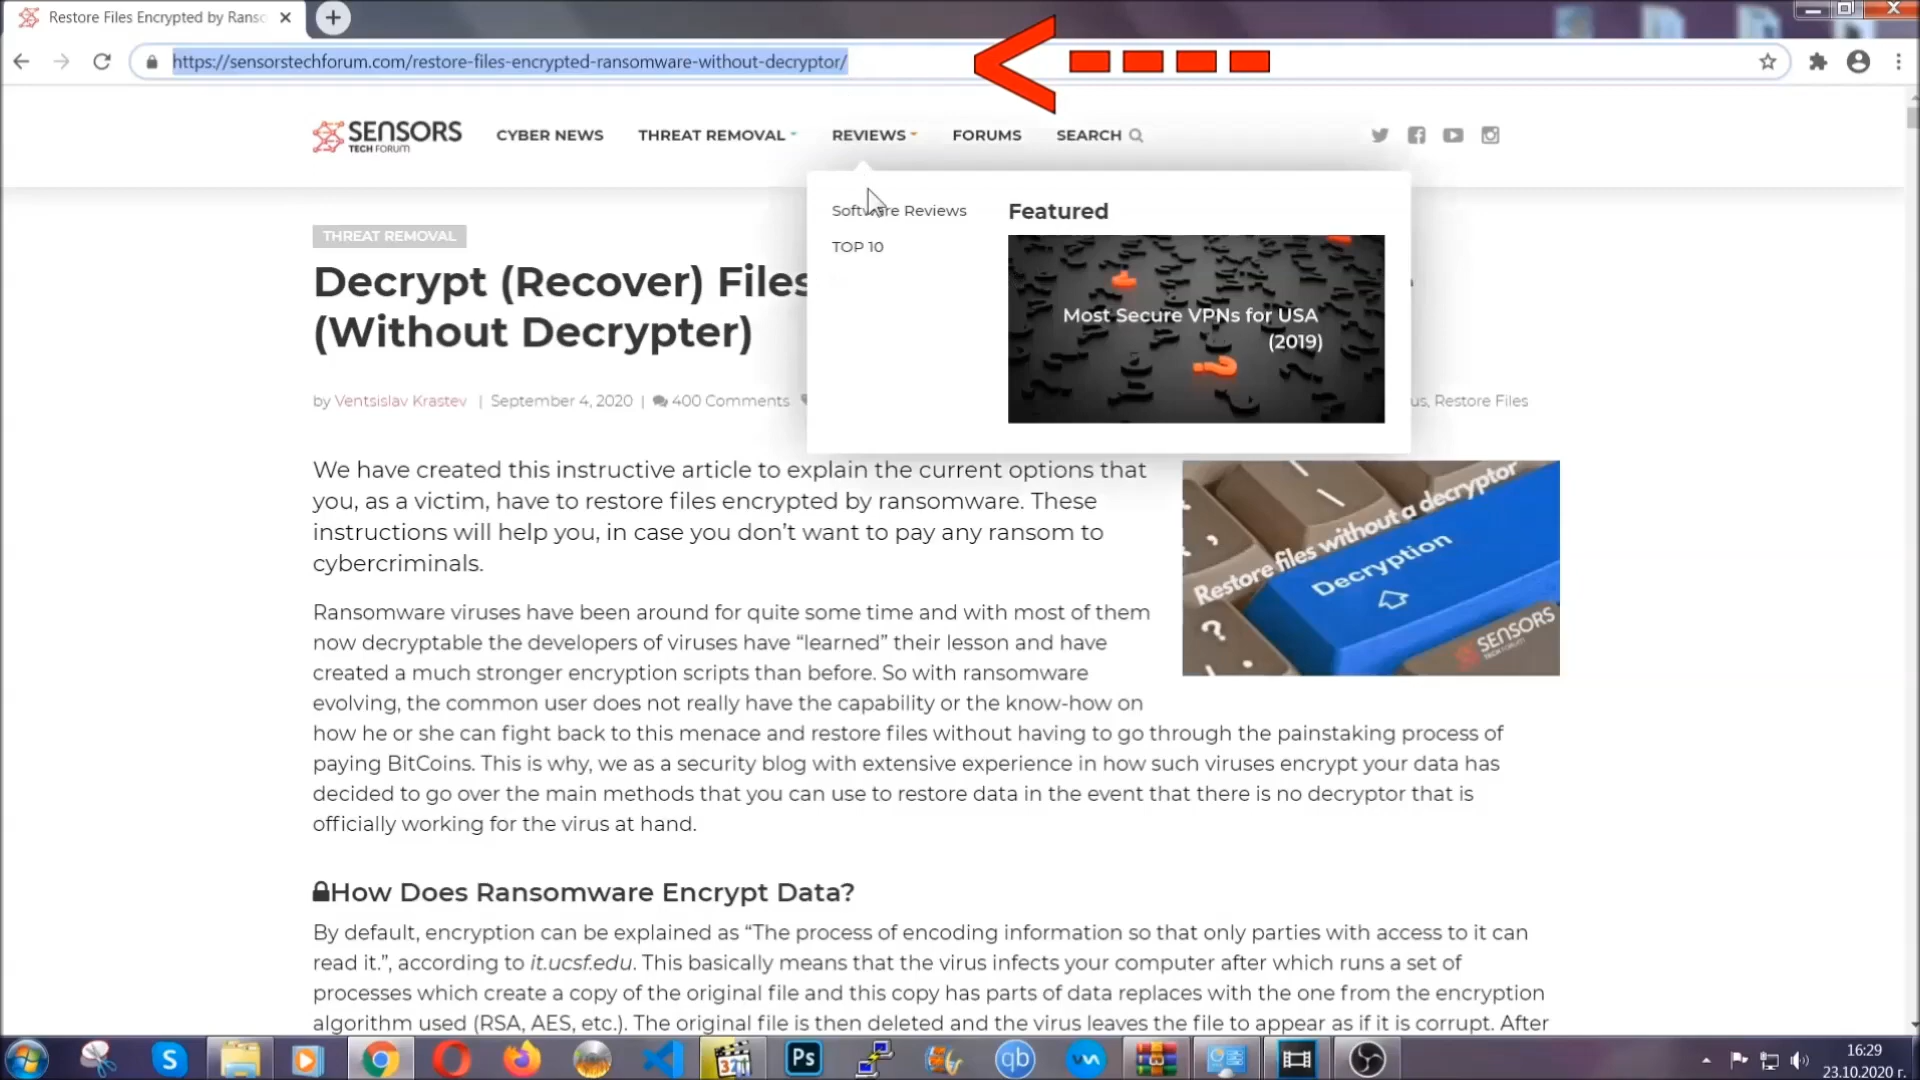 Restore Files Encrypted by Ranso
https://sensorstechforum.com/restore-files-encrypted-ransomware-without-decryptor/
SENSORS
TECH FORUM
CYBER NEWS
THREAT REMOVAL
REVIEWS
FORUMS
SEARCH
Software Reviews
TOP 10
Featured
Most Secure VPNs for USA
(2019)
THREAT REMOVAL
Decrypt (Recover) Files
(Without Decrypter)
by Ventsislav Krastev | September 4, 2020 | 400 Comments
us, Restore Files
We have created this instructive article to explain the current options that
you, as a victim, have to restore files encrypted by ransomware. These
instructions will help you, in case you don’t want to pay any ransom to
cybercriminals.
Restore files without a decryptor
Decryption
SENSORS
TECH FORUM
Ransomware viruses have been around for quite some time and with most of them
now decryptable the developers of viruses have “learned” their lesson and have
created a much stronger encryption scripts than before. So with ransomware
evolving, the common user does not really have the capability or the know-how on
how he or she can fight back to this menace and restore files without having to go through the painstaking process of
paying BitCoins. This is why, we as a security blog with extensive experience in how such viruses encrypt your data has
decided to go over the main methods that you can use to restore data in the event that there is no decryptor that is
officially working for the virus at hand.
How Does Ransomware Encrypt Data?
By default, encryption can be explained as “The process of encoding information so that only parties with access to it can
read it.”, according to it.ucsf.edu. This basically means that the virus infects your computer after which runs a set of
processes which create a copy of the original file and this copy has parts of data replaces with the one from the encryption
algorithm used (RSA, AES, etc.). The original file is then deleted and the virus leaves the file to appear as if it is corrupt. After
S
321
Ps
qb
16:29
23.10.2020 г.